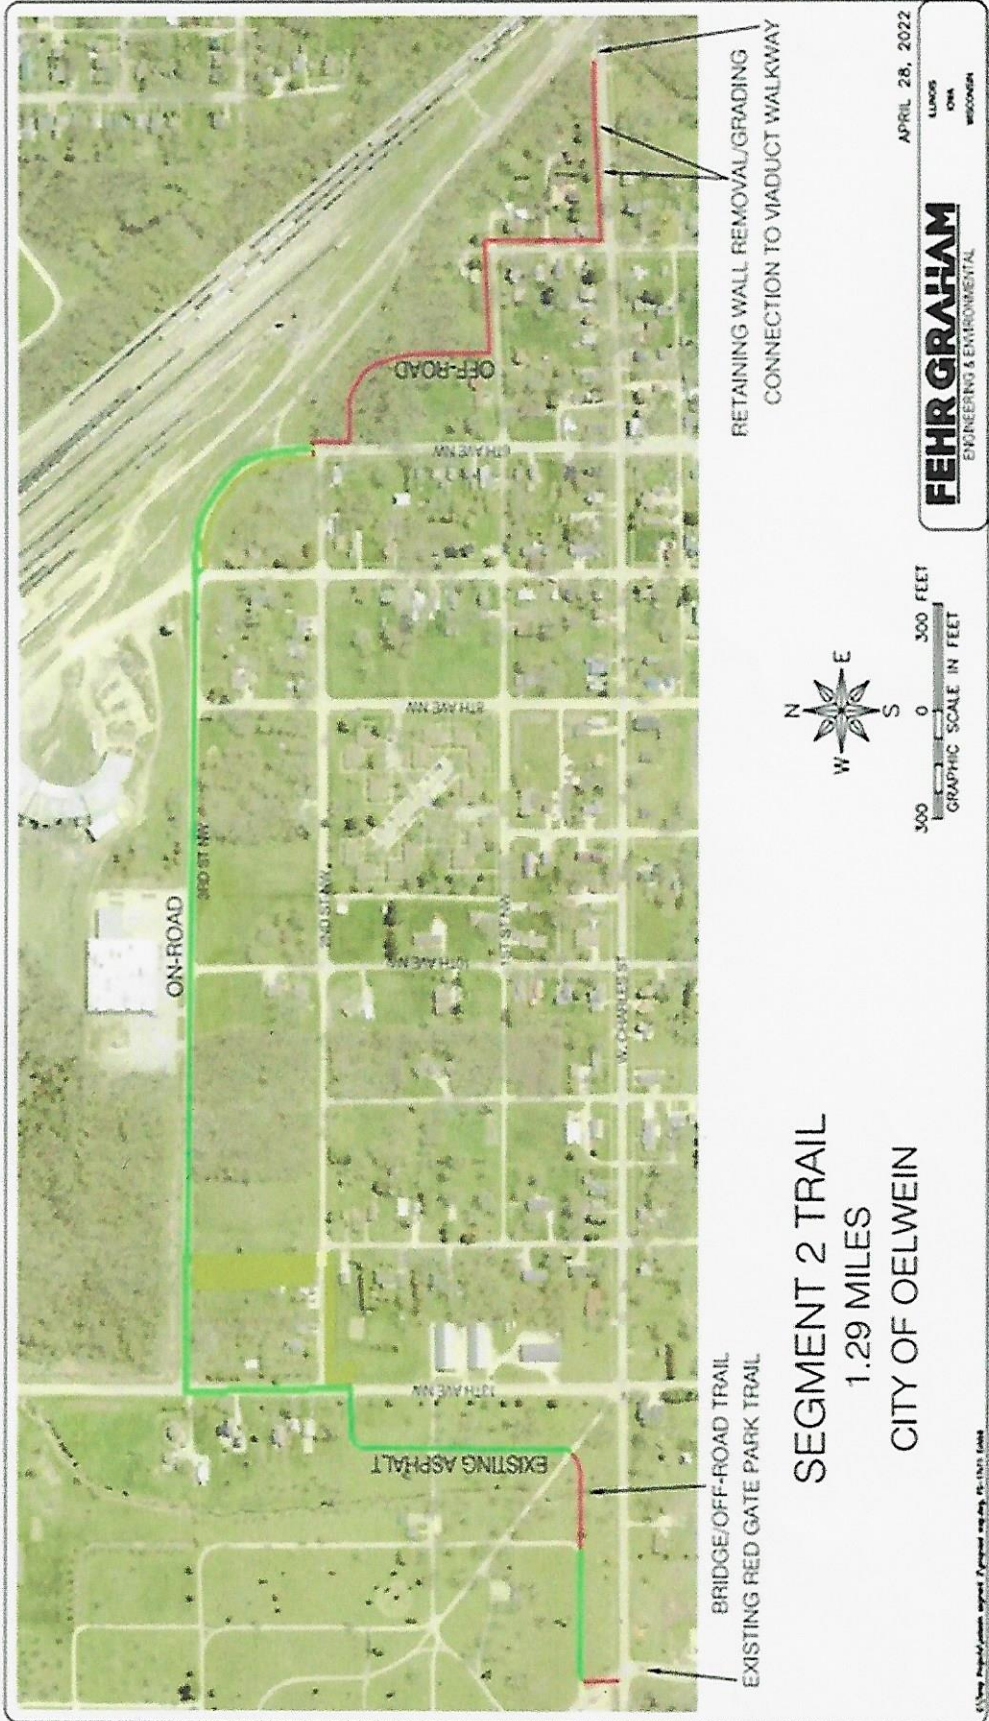 RETAINING WALL REMOVAL/GRADING
CONNECTION TO VIADUCT WALKWAY
OFF-ROAD
6TH AVE NW
8TH AVE NW
3RD ST NW
ON-ROAD
2ND ST NW
10TH AVE NW
1ST ST NW
W. CHARLES ST
13TH AVE NW
EXISTING ASPHALT
BRIDGE/OFF-ROAD TRAIL
EXISTING RED GATE PARK TRAIL
SEGMENT 2 TRAIL
1.29 MILES
CITY OF OELWEIN
N
W E
S
300 0 300 FEET
GRAPHIC SCALE IN FEET
APRIL 28, 2022
FEHR GRAHAM
ENGINEERING & ENVIRONMENTAL
ILLINOIS
IOWA
WISCONSIN